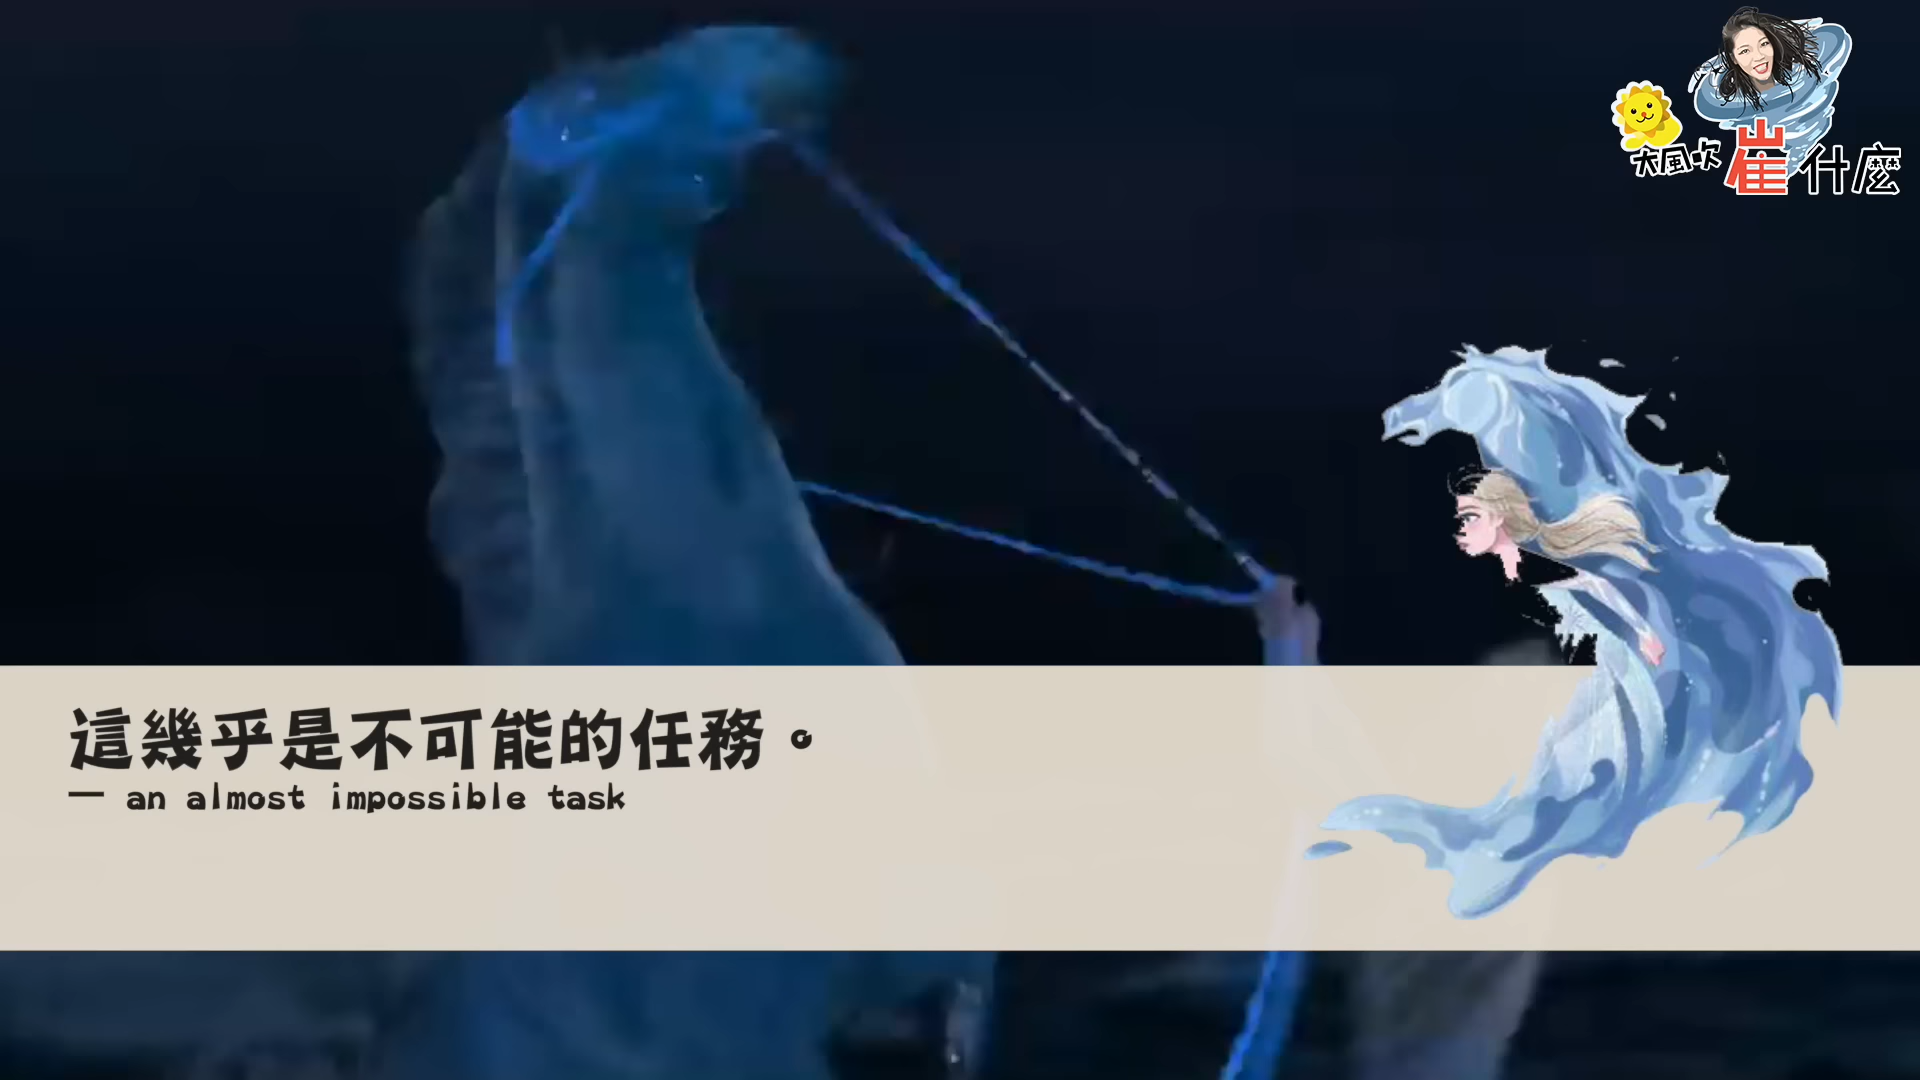 大風吹 崔什麼
這幾乎是不可能的任務。
— an almost impossible task